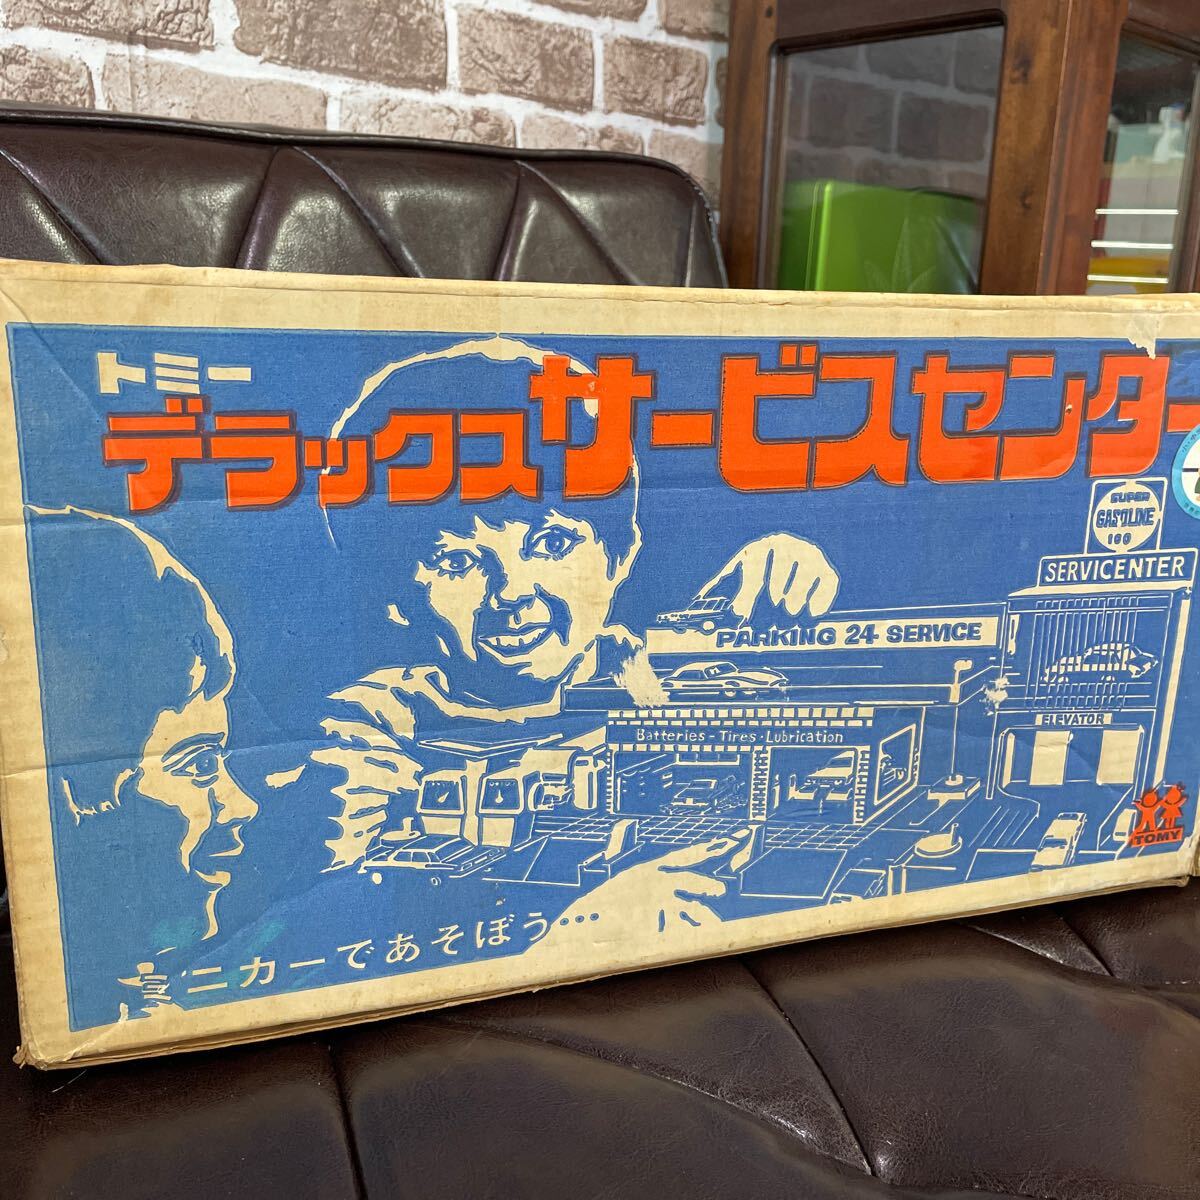 トミー
デラックスサービスセンター
SUPER
GASOLINE
100
SERVICENTER
PARKING 24 SERVICE
ELEVATOR
Batteries - Tires · Lubrication
TOMY
ミニカーであそぼう…